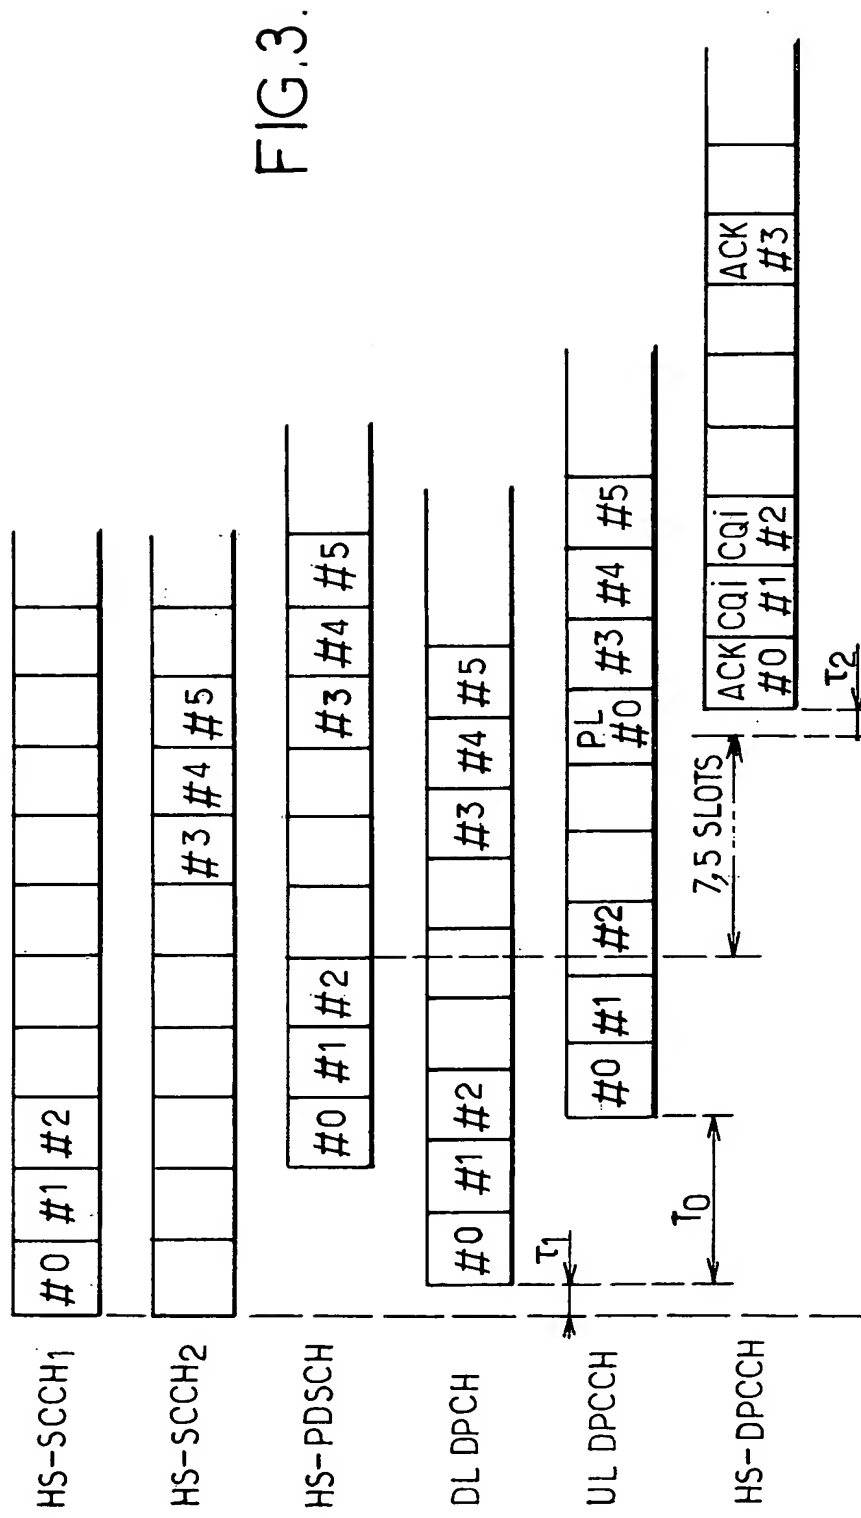 FIG.3.
HS-SCCH1 #0 #1 #2
HS-SCCH2 #3 #4 #5
HS-PDSCH #0 #1 #2 #3 #4 #5
DL DPCH #0 #1 #2 #3 #4 #5
τ1
UL DPCCH #0 #1 #2 PL #0 #3 #4 #5
T0
7,5 SLOTS
HS-DPCCH ACK #0 CQi #1 CQi #2 ACK #3
τ2